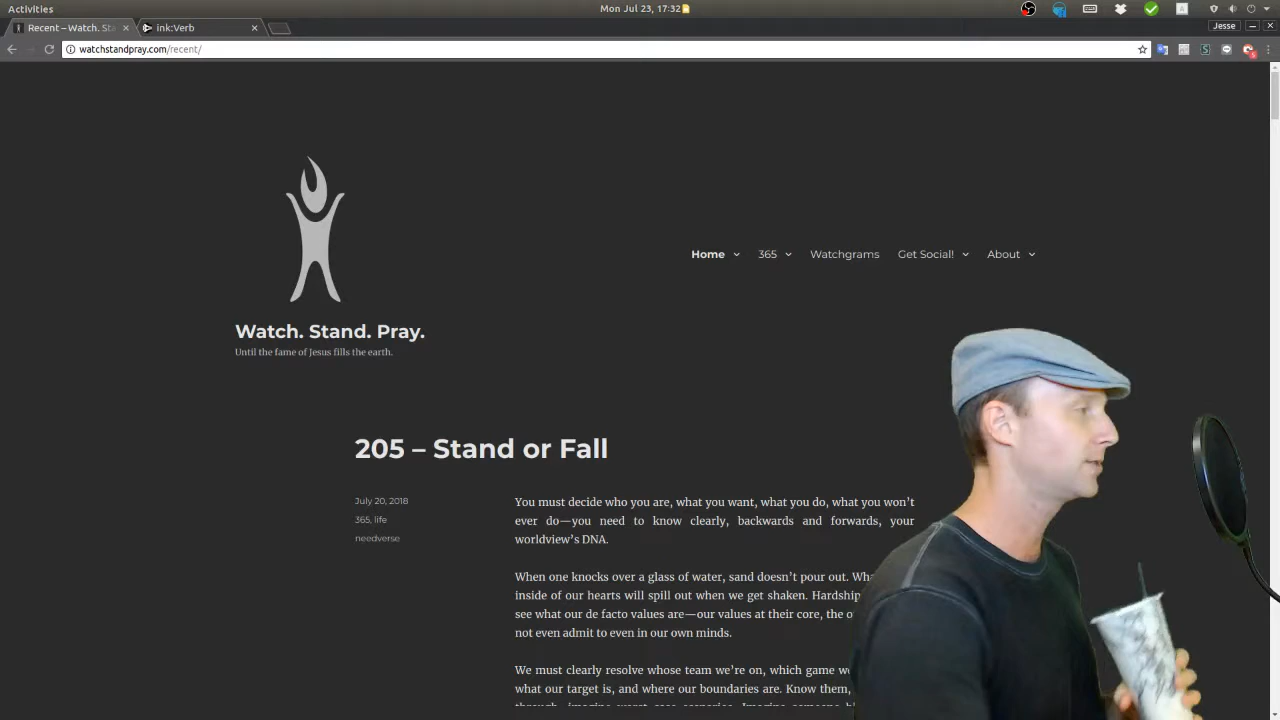 Activities
Mon Jul 23, 17:32
Recent – Watch. Sta
ink:Verb
Jesse
watchstandpray.com/recent/
Home
365
Watchgrams
Get Social!
About
Watch. Stand. Pray.
Until the fame of Jesus fills the earth.
205 – Stand or Fall
July 20, 2018
365, life
needverse
You must decide who you are, what you want, what you do, what you won’t
ever do—you need to know clearly, backwards and forwards, your
worldview’s DNA.
When one knocks over a glass of water, sand doesn’t pour out.
inside of our hearts will spill out when we get shaken. Hardship
see what our de facto values are—our values at their core, the
not even admit to even in our own minds.
We must clearly resolve whose team we’re on, which game
what our target is, and where our boundaries are. Know them,